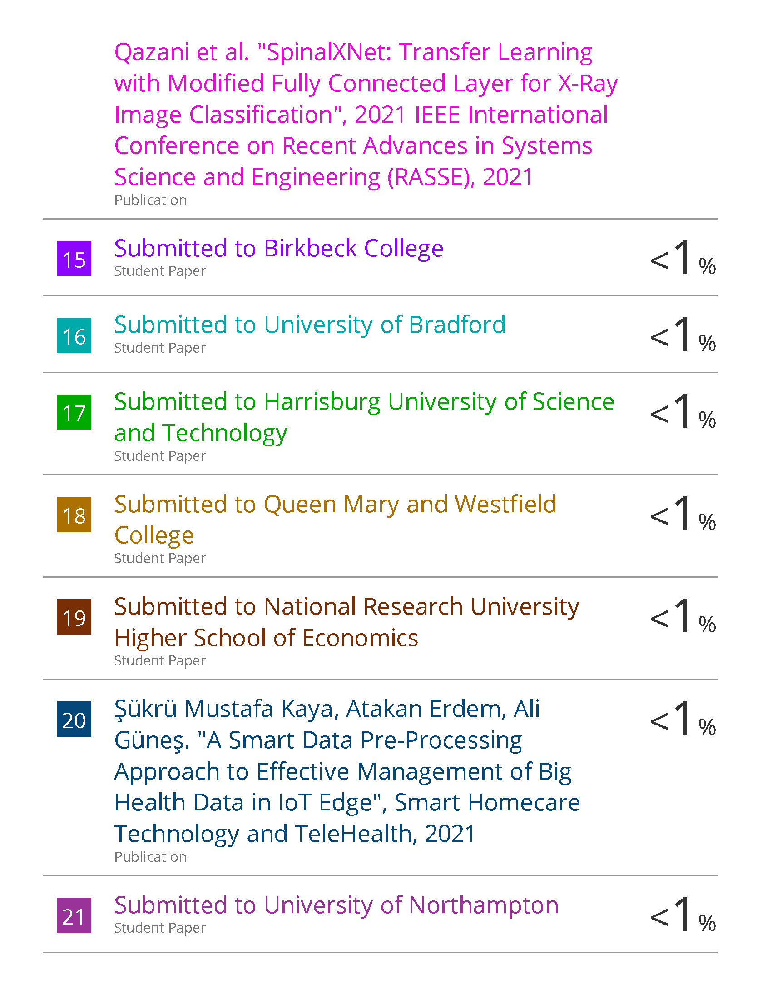 Qazani et al. "SpinalXNet: Transfer Learning
with Modified Fully Connected Layer for X-Ray
Image Classification", 2021 IEEE International
Conference on Recent Advances in Systems
Science and Engineering (RASSE), 2021
Publication
15 Submitted to Birkbeck College <1%
Student Paper
16 Submitted to University of Bradford <1%
Student Paper
17 Submitted to Harrisburg University of Science <1%
and Technology
Student Paper
18 Submitted to Queen Mary and Westfield <1%
College
Student Paper
19 Submitted to National Research University <1%
Higher School of Economics
Student Paper
20 Şükrü Mustafa Kaya, Atakan Erdem, Ali <1%
Güneş. "A Smart Data Pre-Processing
Approach to Effective Management of Big
Health Data in IoT Edge", Smart Homecare
Technology and TeleHealth, 2021
Publication
21 Submitted to University of Northampton <1%
Student Paper